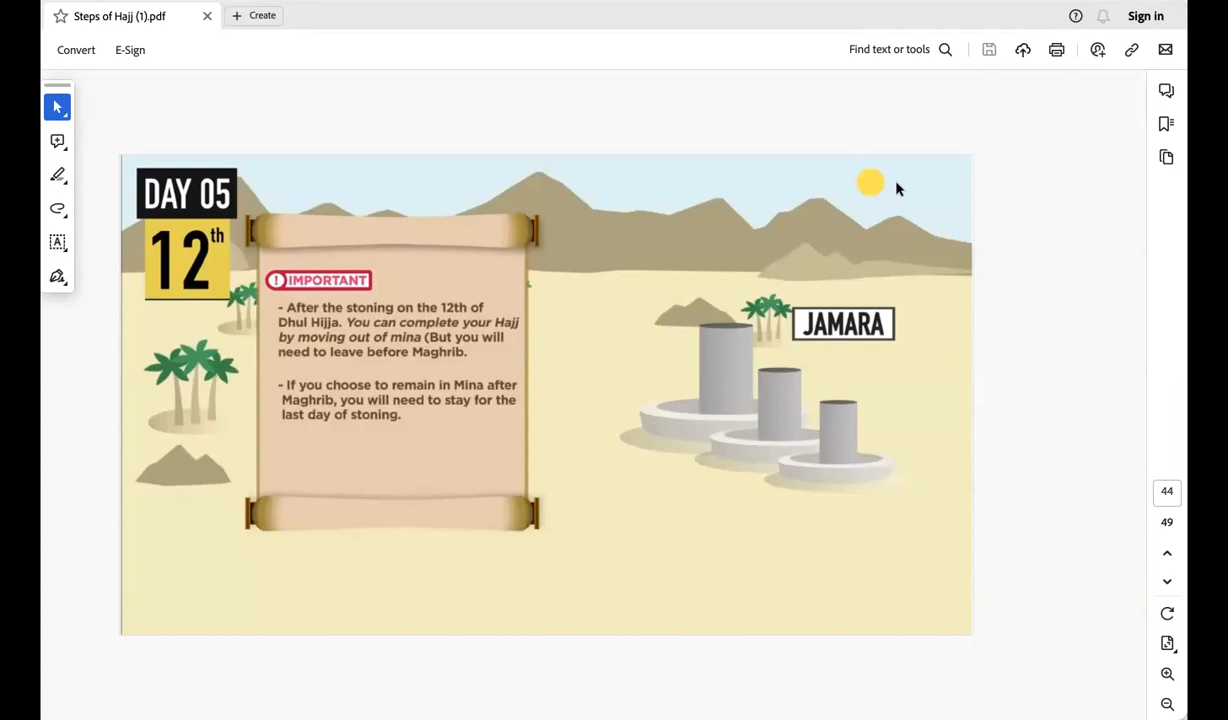 Steps of Hajj (1).pdf
Create
Sign in
Convert
E-Sign
Find text or tools
DAY 05
12th
! IMPORTANT
- After the stoning on the 12th of
Dhul Hijja. You can complete your Hajj
by moving out of mina (But you will
need to leave before Maghrib.
- If you choose to remain in Mina after
Maghrib, you will need to stay for the
last day of stoning.
JAMARA
44
49